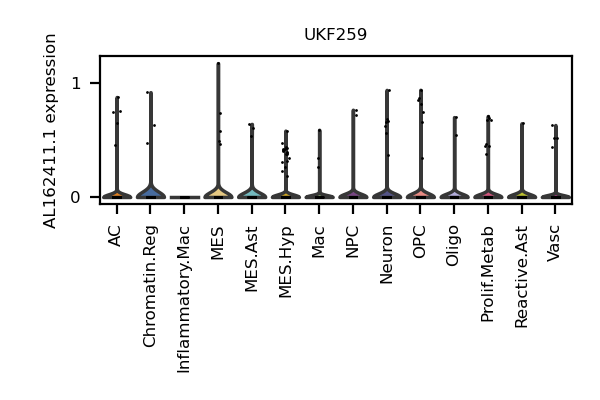 UKF259
AL162411.1 expression
1
0
AC
Chromatin.Reg
Inflammatory.Mac
MES
MES.Ast
MES.Hyp
Mac
NPC
Neuron
OPC
Oligo
Prolif.Metab
Reactive.Ast
Vasc